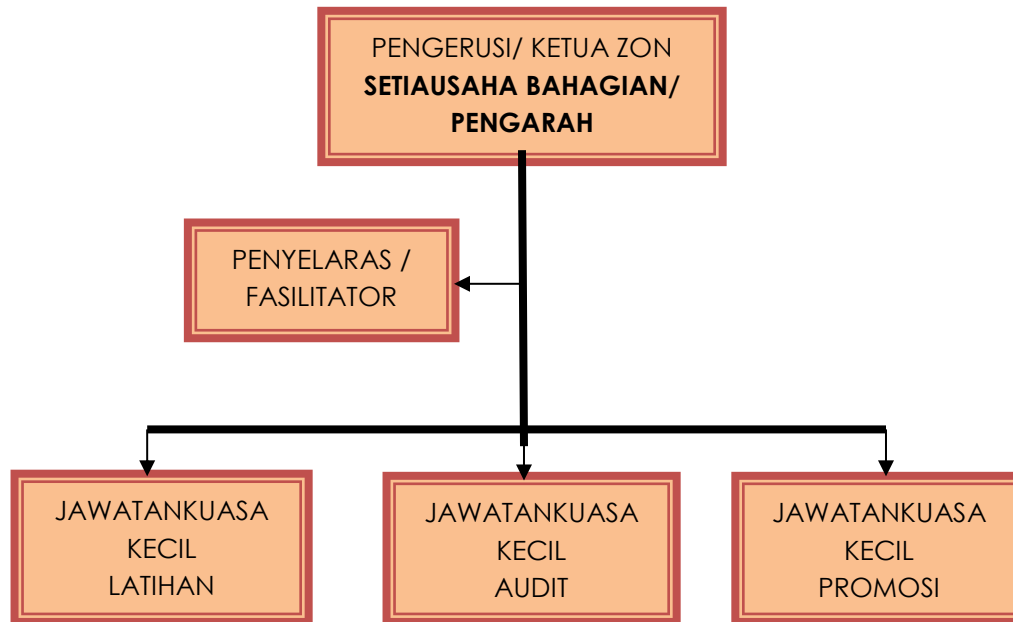 PENGERUSI/ KETUA ZON
SETIAUSAHA BAHAGIAN/
PENGARAH
PENYELARAS /
FASILITATOR
JAWATANKUASA
KECIL
LATIHAN
JAWATANKUASA
KECIL
AUDIT
JAWATANKUASA
KECIL
PROMOSI